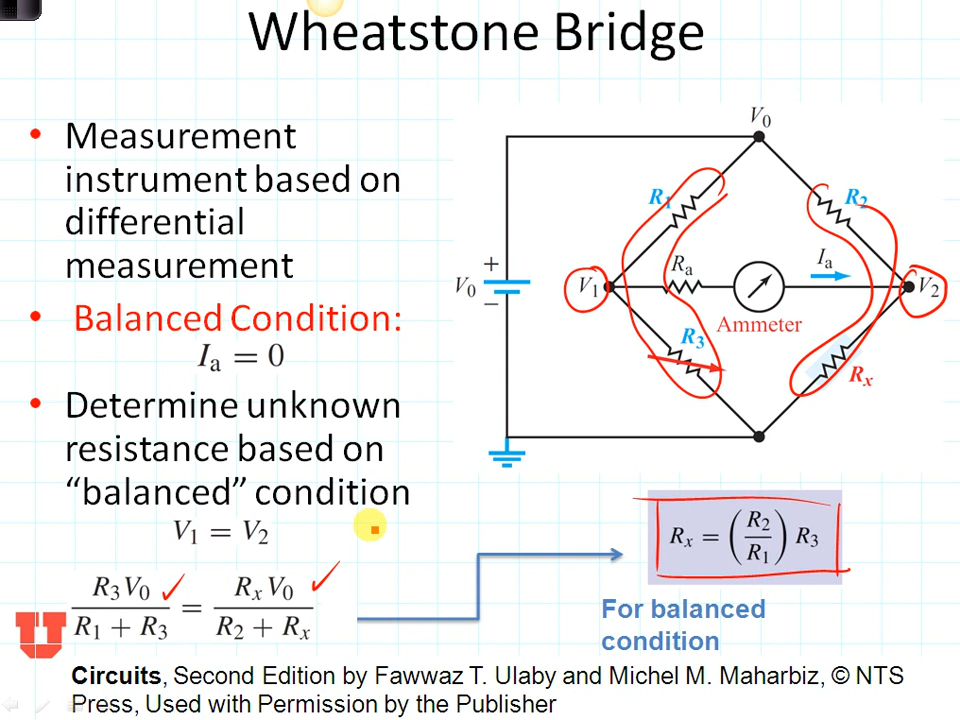 Wheatstone Bridge
• Measurement
instrument based on
differential
measurement
• Balanced Condition:
Iₐ = 0
• Determine unknown
resistance based on
“balanced” condition
V₁ = V₂
R₃V₀ / (R₁ + R₃) = RₓV₀ / (R₂ + Rₓ)
V₀
R₁
R₂
+
V₀
−
V₁
Rₐ
Iₐ
V₂
R₃
Ammeter
Rₓ
Rₓ = (R₂ / R₁) R₃
For balanced
condition
U
Circuits, Second Edition by Fawwaz T. Ulaby and Michel M. Maharbiz, © NTS
Press, Used with Permission by the Publisher